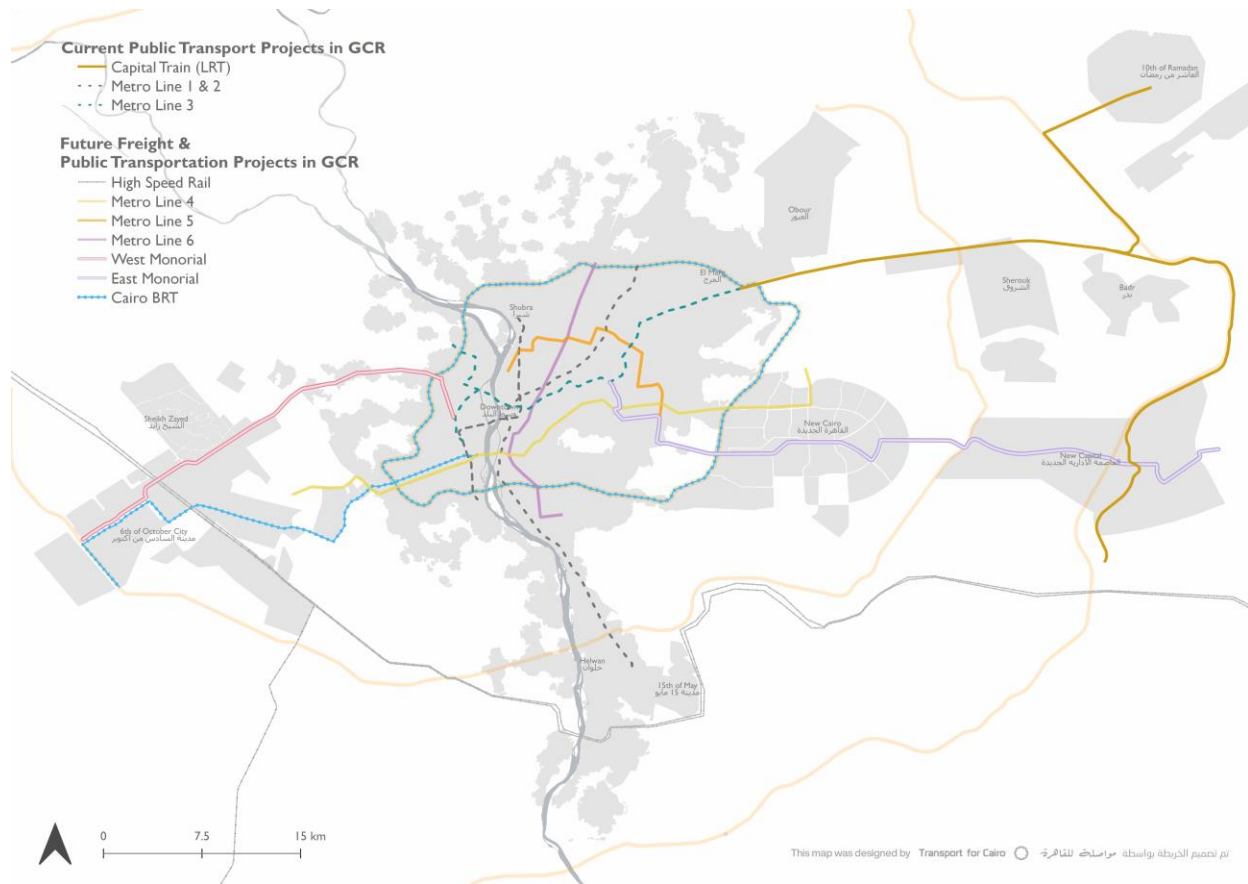 Current Public Transport Projects in GCR
Capital Train (LRT)
Metro Line 1 & 2
Metro Line 3
Future Freight &
Public Transportation Projects in GCR
High Speed Rail
Metro Line 4
Metro Line 5
Metro Line 6
West Monorial
East Monorial
Cairo BRT
10th of Ramadan
العاشر من رمضان
Obour
العبور
El Marg
المرج
Sherouk
الشروق
Badr
بدر
Shubra
شبرا
Sheikh Zayed
الشيخ زايد
Downtown
وسط البلد
New Cairo
القاهرة الجديدة
New Capital
العاصمة الأدارية الجديدة
6th of October City
مدينة السادس من أكتوبر
Helwan
حلوان
15th of May
مدينة 15 مايو
0 7.5 15 km
This map was designed by Transport for Cairo مواصلة للقاهرة تم تصميم الخريطة بواسطة